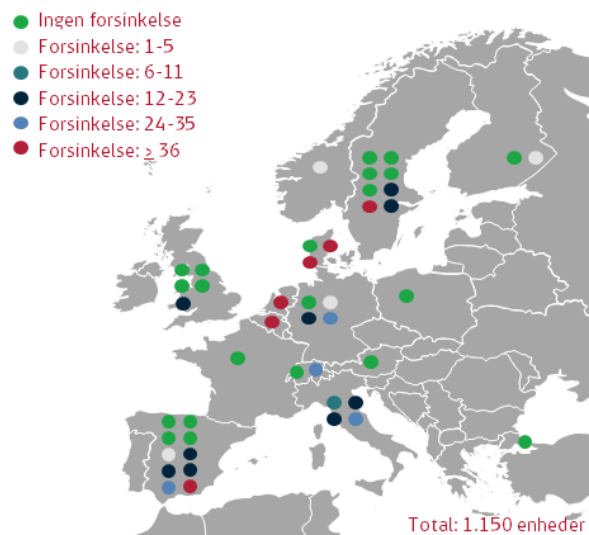 Ingen forsinkelse
Forsinkelse: 1-5
Forsinkelse: 6-11
Forsinkelse: 12-23
Forsinkelse: 24-35
Forsinkelse: ≥ 36
Total: 1.150 enheder